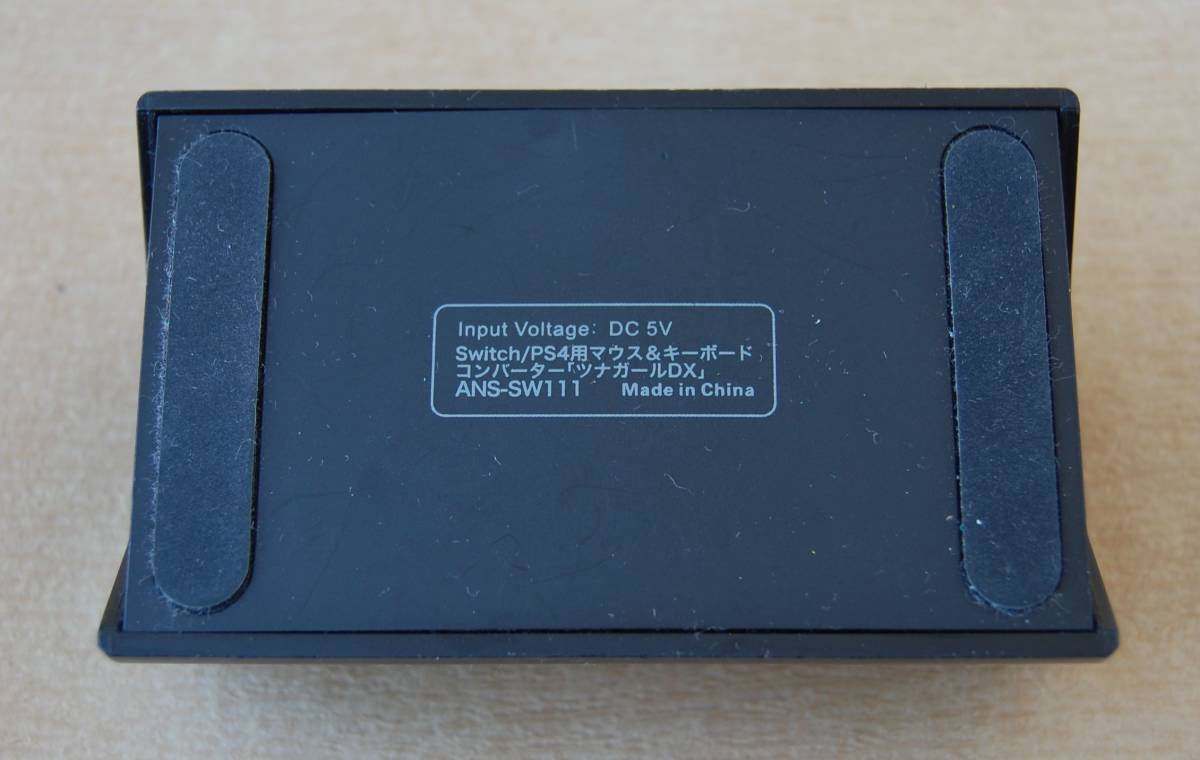 Input Voltage: DC 5V
Switch/PS4用マウス&キーボード
コンバーター「ツナガールDX」
ANS-SW111 Made in China